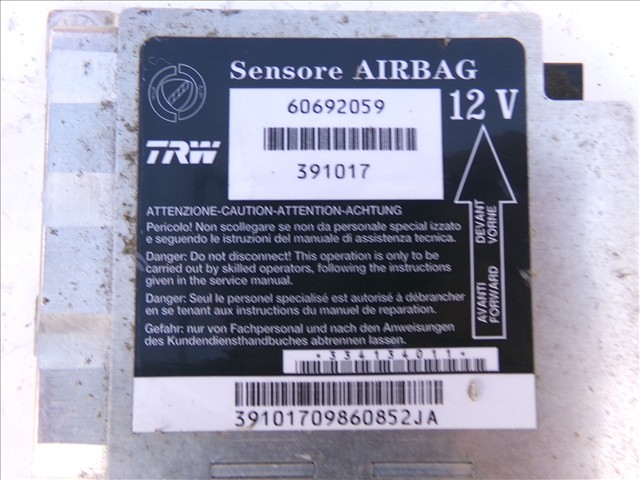 Sensore AIRBAG
60692059
12 V
TRW
391017
ATTENZIONE-CAUTION-ATTENTION-ACHTUNG
Pericolo! Non scollegare se non da personale special izzato
e seguendo le istruzioni del manuale di assistenza tecnica.
Danger: Do not disconnect! This operation is only to be
carried out by skilled operators, following the instructions
given in the service manual.
Danger: Seul le personel specialisé est autorisé à débrancher
en se tenant aux instructions du manuel de reparation.
Gefahr: nur von Fachpersonal und nach den Anweisungen
des Kundendiensthandbuches abtrennen lassen.
AVANTI DEVANT
FORWARD VORNE
*334134011*
39101709860852JA